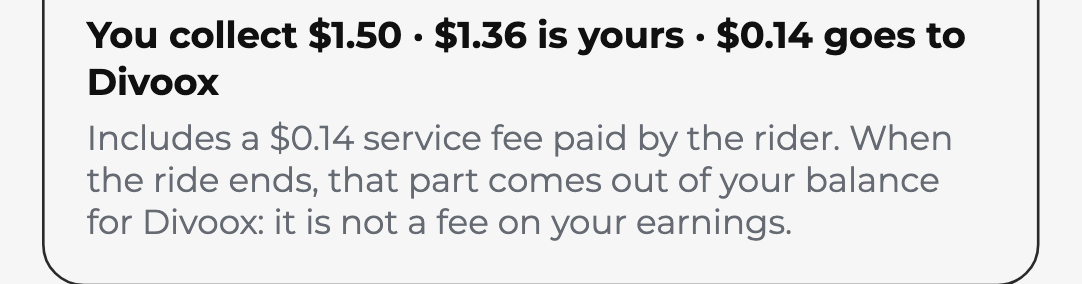 You collect $1.50 · $1.36 is yours · $0.14 goes to
Divoox
Includes a $0.14 service fee paid by the rider. When
the ride ends, that part comes out of your balance
for Divoox: it is not a fee on your earnings.